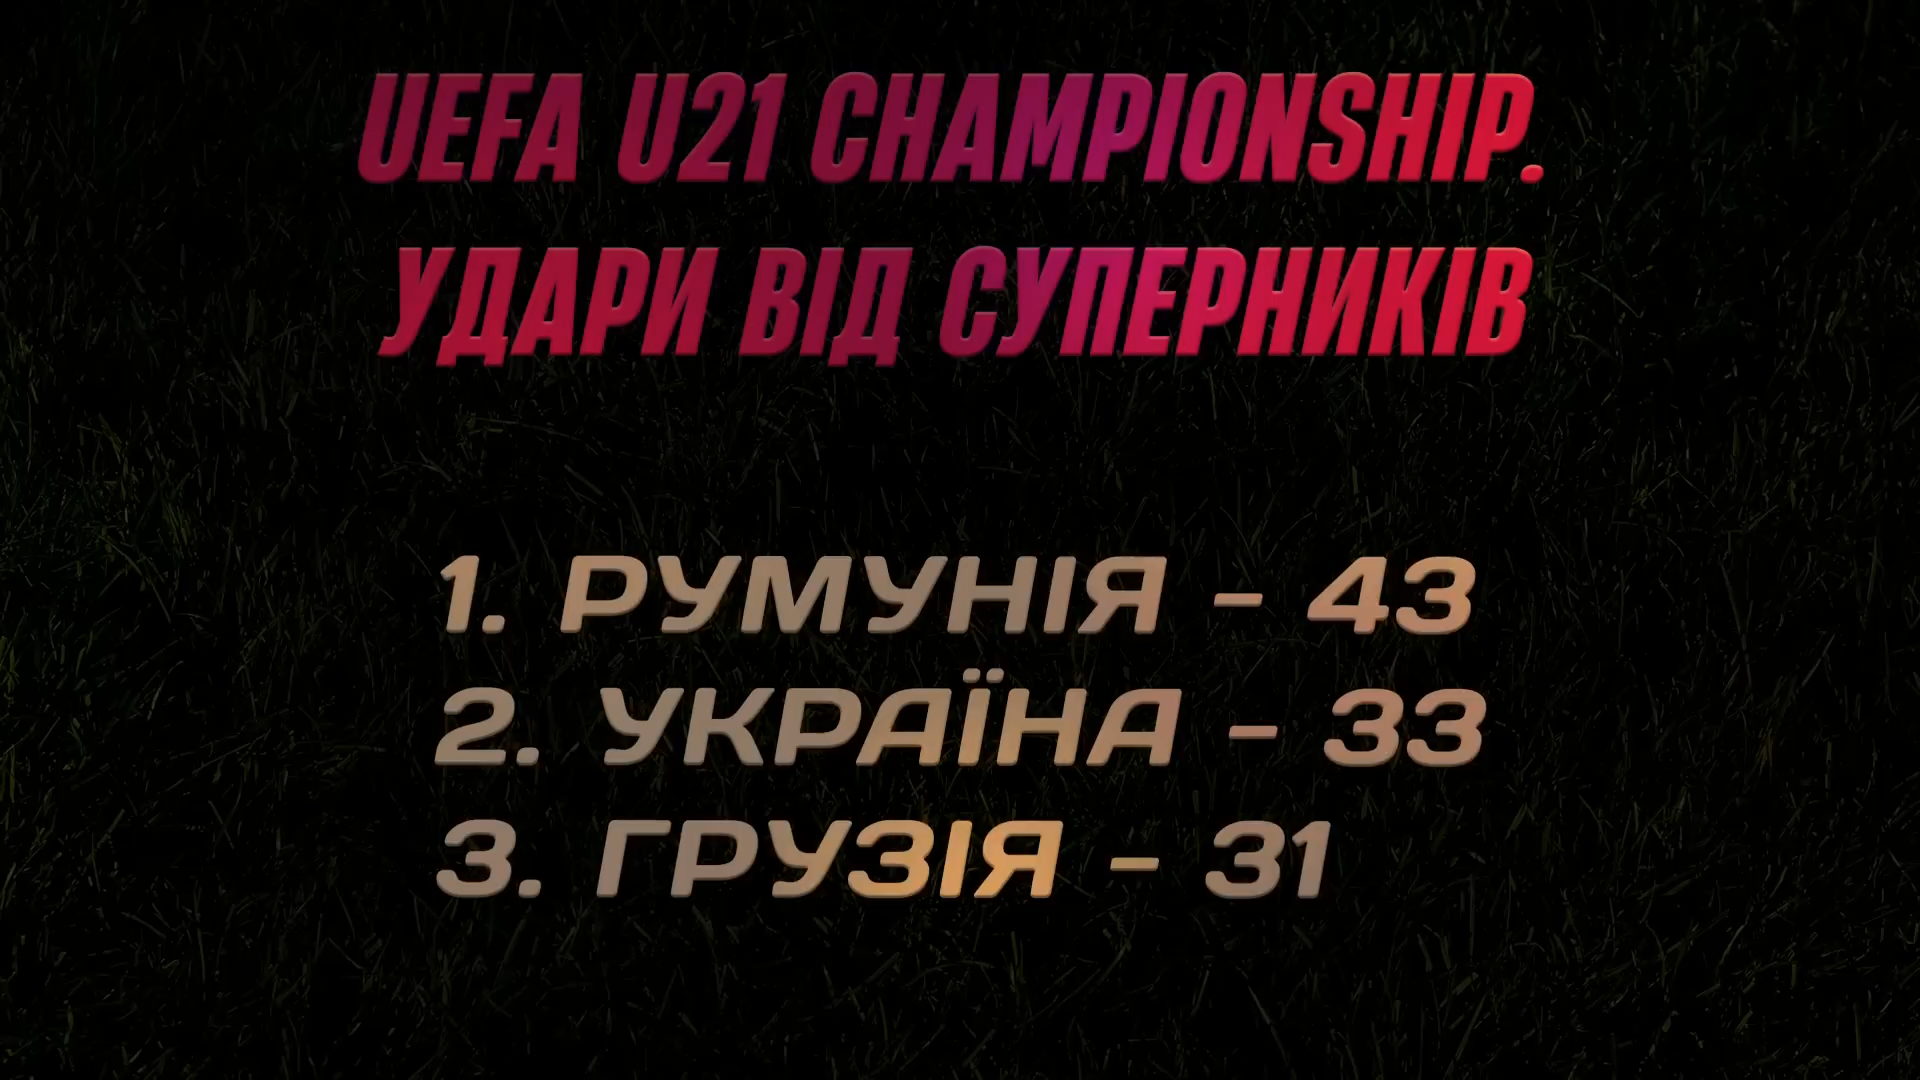 UEFA U21 CHAMPIONSHIP.
УДАРИ ВІД СУПЕРНИКІВ
1. РУМУНІЯ – 43
2. УКРАЇНА – 33
3. ГРУЗІЯ – 31